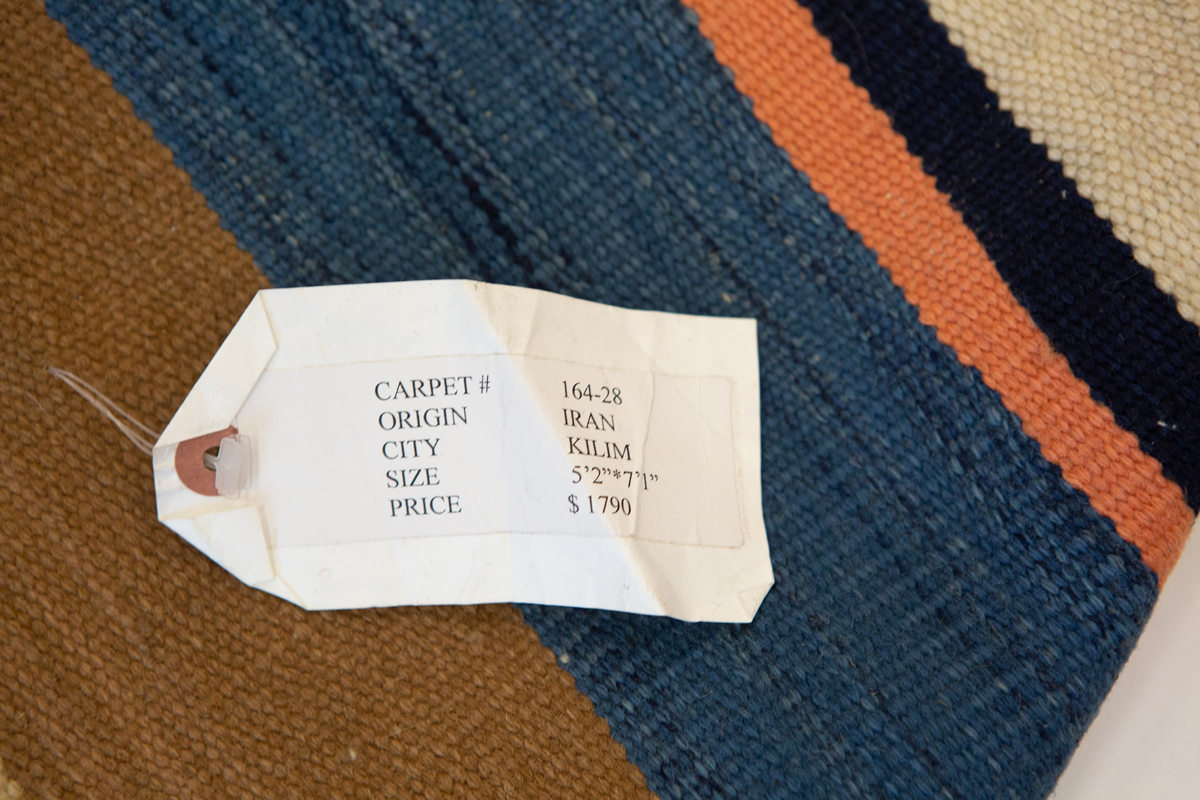 CARPET # 164-28
ORIGIN IRAN
CITY KILIM
SIZE 5’2”*7’1”
PRICE $ 1790